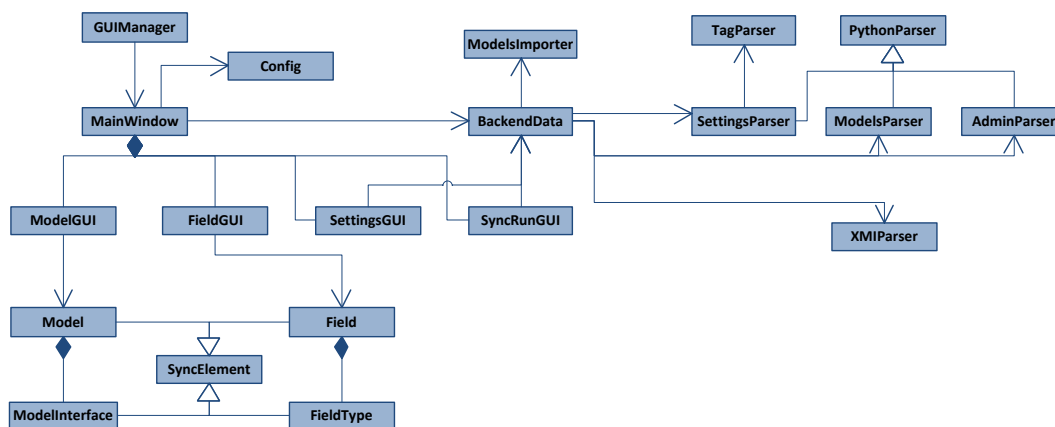 GUIManager
TagParser
PythonParser
ModelsImporter
Config
MainWindow
BackendData
SettingsParser
ModelsParser
AdminParser
ModelGUI
FieldGUI
SettingsGUI
SyncRunGUI
XMIParser
Model
Field
SyncElement
ModelInterface
FieldType